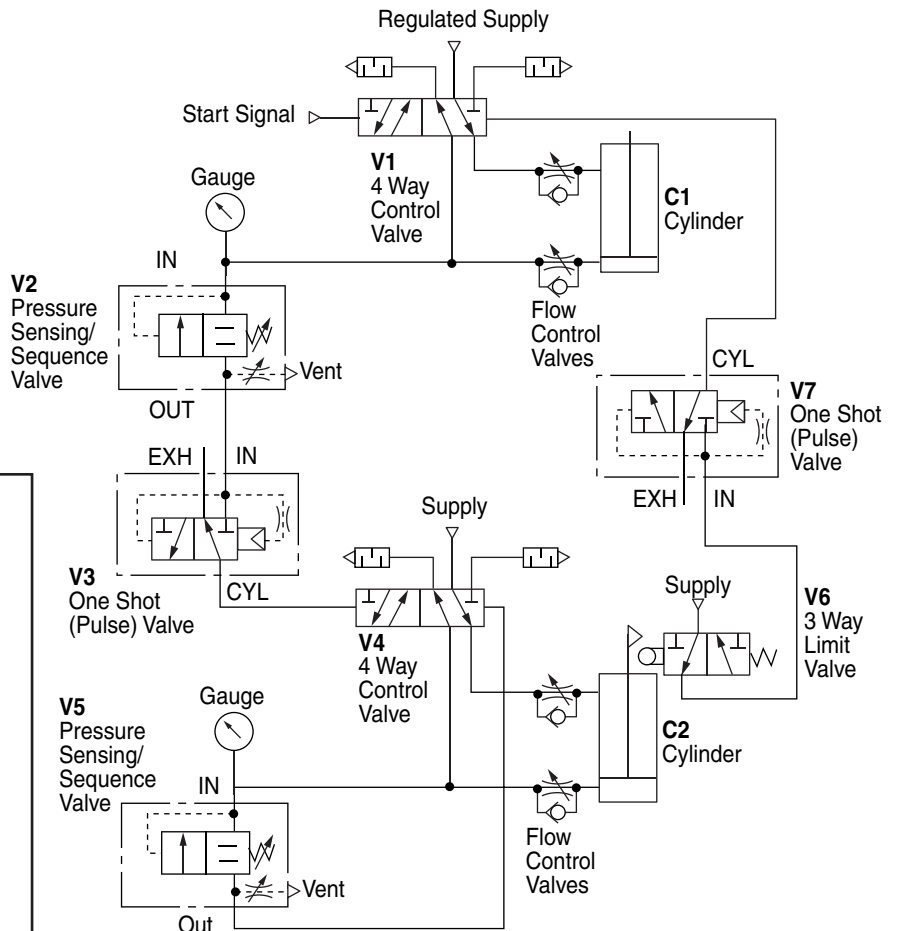 Regulated Supply
Start Signal
V1
4 Way
Control
Valve
C1
Cylinder
Gauge
IN
V2
Pressure
Sensing/
Sequence
Valve
Vent
OUT
Flow
Control
Valves
CYL
V7
One Shot
(Pulse)
Valve
EXH
IN
EXH
IN
V3
One Shot
(Pulse) Valve
CYL
Supply
V4
4 Way
Control
Valve
Supply
V6
3 Way
Limit
Valve
C2
Cylinder
Gauge
V5
Pressure
Sensing/
Sequence
Valve
IN
Vent
Out
Flow
Control
Valves